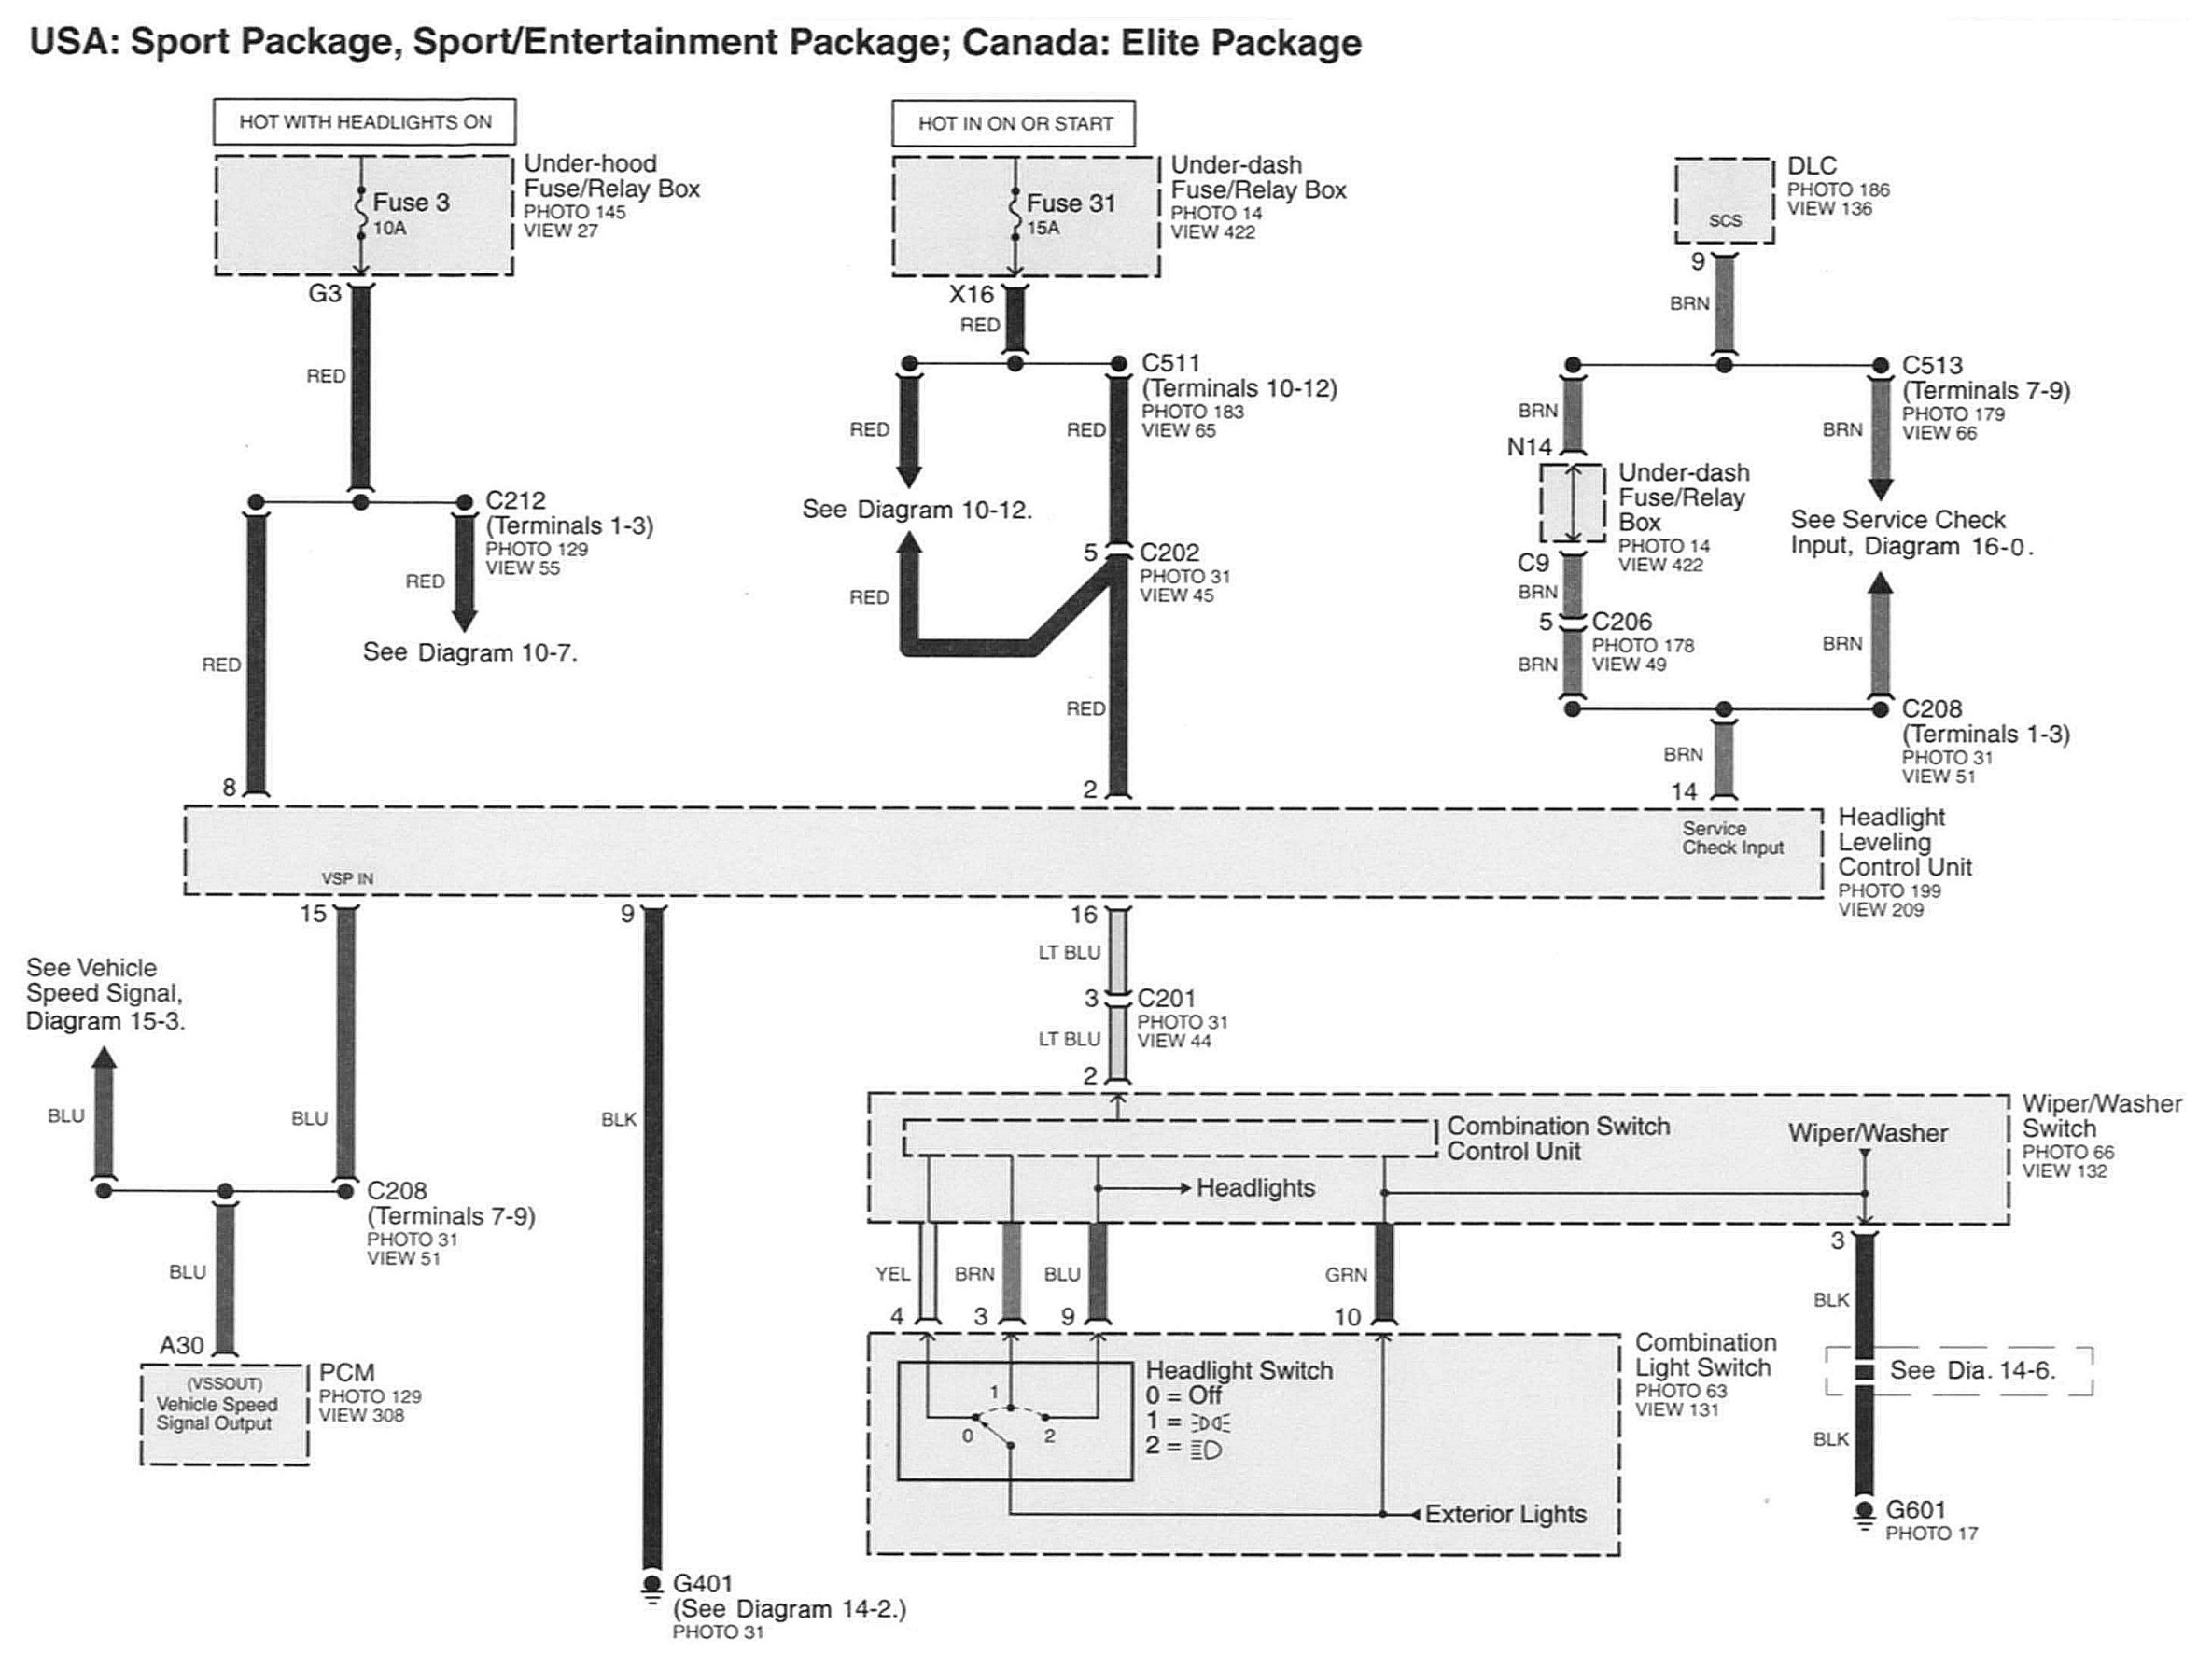 USA: Sport Package, Sport/Entertainment Package; Canada: Elite Package
HOT WITH HEADLIGHTS ON
Under-hood
Fuse/Relay Box
PHOTO 145
VIEW 27
Fuse 3
10A
G3
RED
C212
(Terminals 1-3)
PHOTO 129
VIEW 55
RED
See Diagram 10-7.
RED
8
HOT IN ON OR START
Under-dash
Fuse/Relay Box
PHOTO 14
VIEW 422
Fuse 31
15A
X16
RED
C511
(Terminals 10-12)
PHOTO 183
VIEW 65
RED
RED
See Diagram 10-12.
5
C202
PHOTO 31
VIEW 45
RED
RED
2
DLC
PHOTO 186
VIEW 136
SCS
9
BRN
C513
(Terminals 7-9)
PHOTO 179
VIEW 66
BRN
BRN
N14
Under-dash
Fuse/Relay
Box
PHOTO 14
VIEW 422
See Service Check
Input, Diagram 16-0.
C9
BRN
5
C206
PHOTO 178
VIEW 49
BRN
BRN
C208
(Terminals 1-3)
PHOTO 31
VIEW 51
BRN
14
Service
Check Input
Headlight
Leveling
Control Unit
PHOTO 199
VIEW 209
VSP IN
15
9
16
See Vehicle
Speed Signal,
Diagram 15-3.
BLU
BLU
C208
(Terminals 7-9)
PHOTO 31
VIEW 51
BLU
A30
(VSSOUT)
Vehicle Speed
Signal Output
PCM
PHOTO 129
VIEW 308
BLK
G401
(See Diagram 14-2.)
PHOTO 31
LT BLU
3
C201
PHOTO 31
VIEW 44
LT BLU
2
Combination Switch
Control Unit
Wiper/Washer
Wiper/Washer
Switch
PHOTO 66
VIEW 132
Headlights
YEL
BRN
BLU
GRN
4
3
9
10
3
BLK
Combination
Light Switch
PHOTO 63
VIEW 131
Headlight Switch
0 = Off
1 =
2 =
1
0
2
Exterior Lights
See Dia. 14-6.
BLK
G601
PHOTO 17